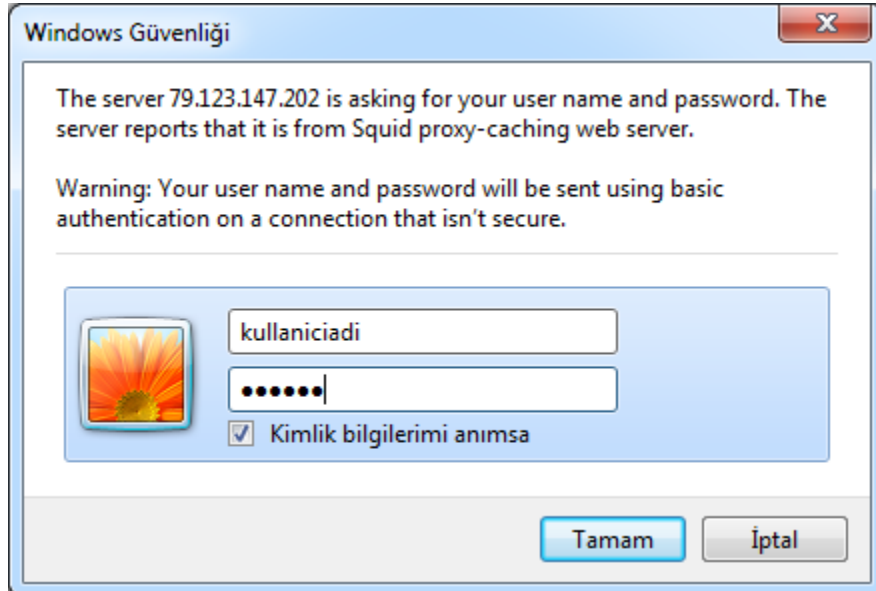 Windows Güvenliği
The server 79.123.147.202 is asking for your user name and password. The
server reports that it is from Squid proxy-caching web server.
Warning: Your user name and password will be sent using basic
authentication on a connection that isn't secure.
kullaniciadi
●●●●●●
Kimlik bilgilerimi anımsa
Tamam
İptal